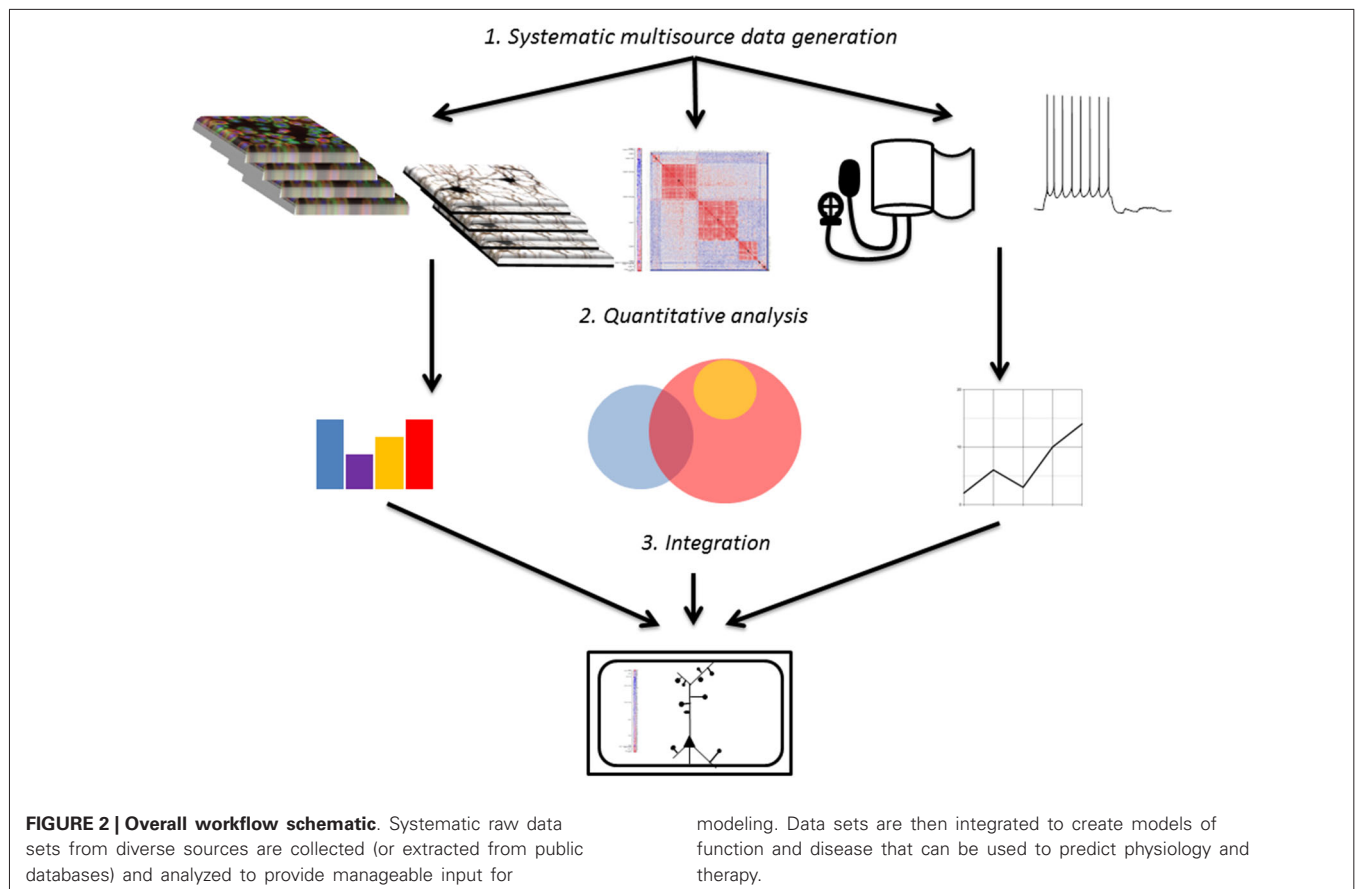 1. Systematic multisource data generation
2. Quantitative analysis
3. Integration
FIGURE 2 | Overall workflow schematic. Systematic raw data
sets from diverse sources are collected (or extracted from public
databases) and analyzed to provide manageable input for
modeling. Data sets are then integrated to create models of
function and disease that can be used to predict physiology and
therapy.